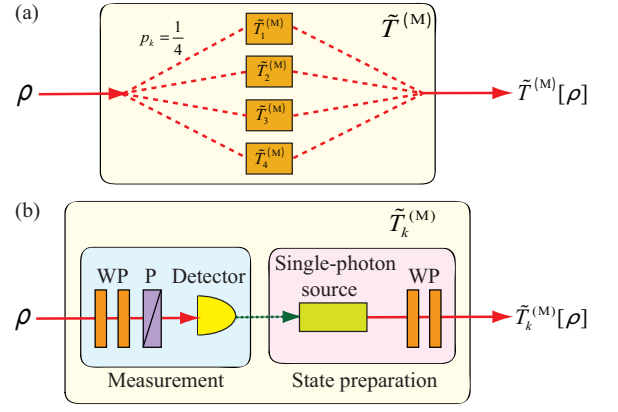 (a)
p_k = 1/4
T̃^(M)
T̃_1^(M)
T̃_2^(M)
ρ
T̃^(M)[ρ]
T̃_3^(M)
T̃_4^(M)
(b)
T̃_k^(M)
WP P Detector
Single-photon
source
WP
ρ
T̃_k^(M)[ρ]
Measurement
State preparation